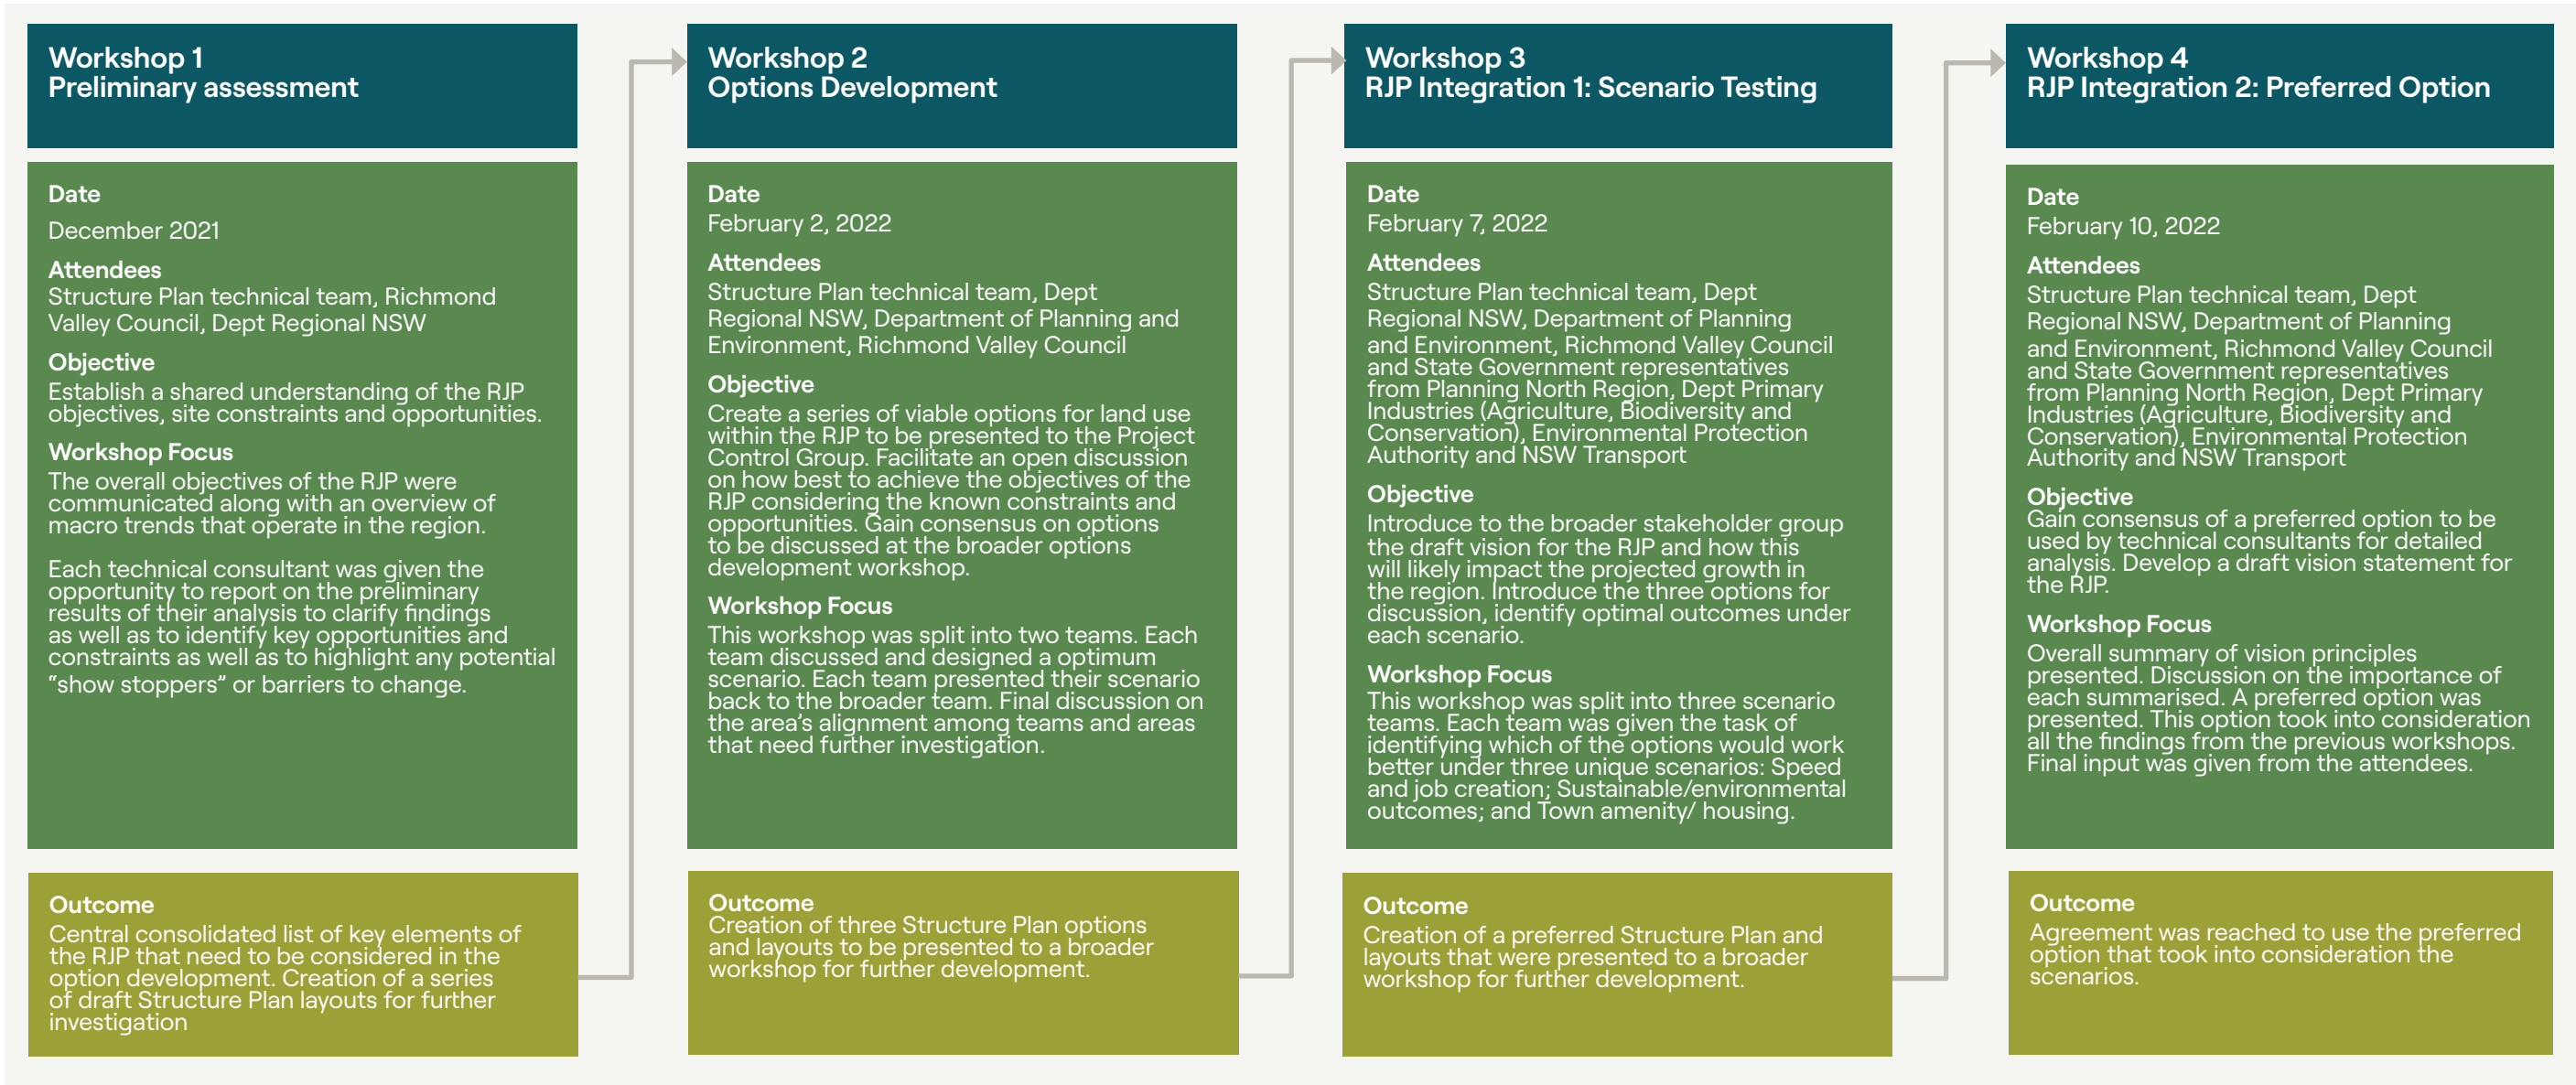 Workshop 1
Preliminary assessment
Date
December 2021
Attendees
Structure Plan technical team, Richmond
Valley Council, Dept Regional NSW
Objective
Establish a shared understanding of the RJP
objectives, site constraints and opportunities.
Workshop Focus
The overall objectives of the RJP were
communicated along with an overview of
macro trends that operate in the region.
Each technical consultant was given the
opportunity to report on the preliminary
results of their analysis to clarify findings
as well as to identify key opportunities and
constraints as well as to highlight any potential
“show stoppers” or barriers to change.
Outcome
Central consolidated list of key elements of
the RJP that need to be considered in the
option development. Creation of a series
of draft Structure Plan layouts for further
investigation
Workshop 2
Options Development
Date
February 2, 2022
Attendees
Structure Plan technical team, Dept
Regional NSW, Department of Planning and
Environment, Richmond Valley Council
Objective
Create a series of viable options for land use
within the RJP to be presented to the Project
Control Group. Facilitate an open discussion
on how best to achieve the objectives of the
RJP considering the known constraints and
opportunities. Gain consensus on options
to be discussed at the broader options
development workshop.
Workshop Focus
This workshop was split into two teams. Each
team discussed and designed a optimum
scenario. Each team presented their scenario
back to the broader team. Final discussion on
the area’s alignment among teams and areas
that need further investigation.
Outcome
Creation of three Structure Plan options
and layouts to be presented to a broader
workshop for further development.
Workshop 3
RJP Integration 1: Scenario Testing
Date
February 7, 2022
Attendees
Structure Plan technical team, Dept
Regional NSW, Department of Planning
and Environment, Richmond Valley Council
and State Government representatives
from Planning North Region, Dept Primary
Industries (Agriculture, Biodiversity and
Conservation), Environmental Protection
Authority and NSW Transport
Objective
Introduce to the broader stakeholder group
the draft vision for the RJP and how this
will likely impact the projected growth in
the region. Introduce the three options for
discussion, identify optimal outcomes under
each scenario.
Workshop Focus
This workshop was split into three scenario
teams. Each team was given the task of
identifying which of the options would work
better under three unique scenarios: Speed
and job creation; Sustainable/environmental
outcomes; and Town amenity/ housing.
Outcome
Creation of a preferred Structure Plan and
layouts that were presented to a broader
workshop for further development.
Workshop 4
RJP Integration 2: Preferred Option
Date
February 10, 2022
Attendees
Structure Plan technical team, Dept
Regional NSW, Department of Planning
and Environment, Richmond Valley Council
and State Government representatives
from Planning North Region, Dept Primary
Industries (Agriculture, Biodiversity and
Conservation), Environmental Protection
Authority and NSW Transport
Objective
Gain consensus of a preferred option to be
used by technical consultants for detailed
analysis. Develop a draft vision statement for
the RJP.
Workshop Focus
Overall summary of vision principles
presented. Discussion on the importance of
each summarised. A preferred option was
presented. This option took into consideration
all the findings from the previous workshops.
Final input was given from the attendees.
Outcome
Agreement was reached to use the preferred
option that took into consideration the
scenarios.